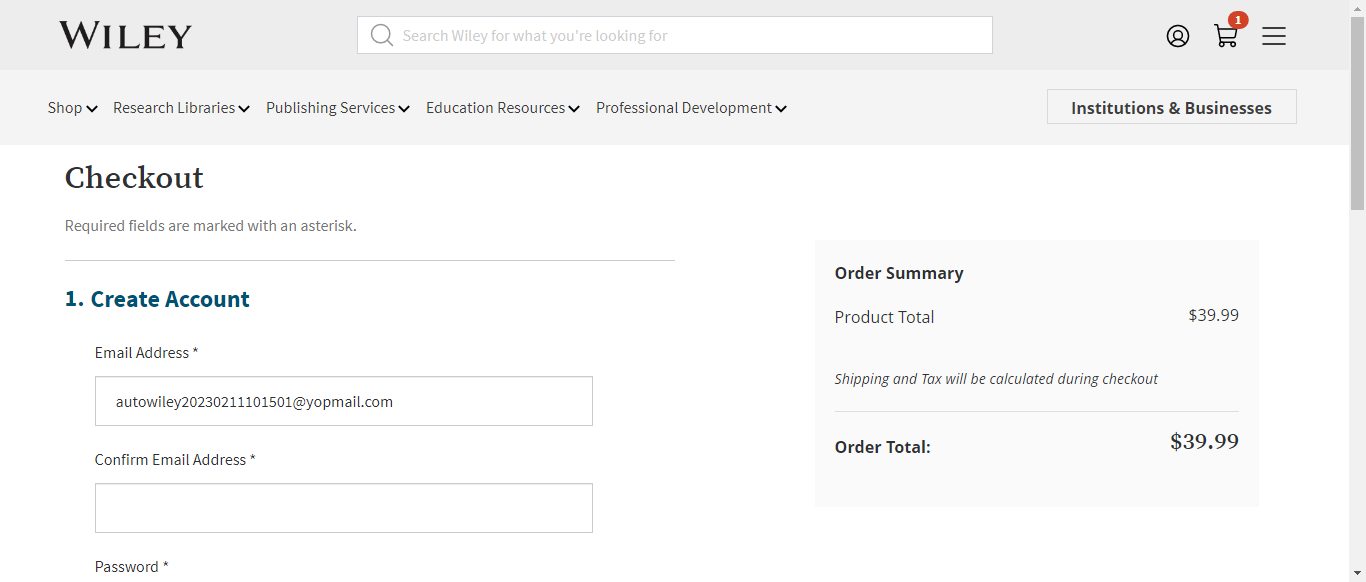 WILEY
Search Wiley for what you're looking for
1
Shop Research Libraries Publishing Services Education Resources Professional Development
Institutions & Businesses
Checkout
Required fields are marked with an asterisk.
1. Create Account
Email Address *
autowiley20230211101501@yopmail.com
Confirm Email Address *
Password *
Order Summary
Product Total $39.99
Shipping and Tax will be calculated during checkout
Order Total: $39.99